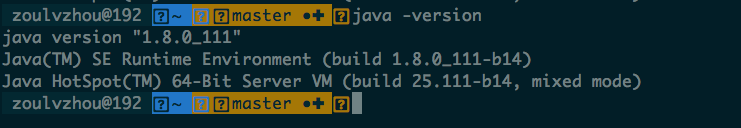 zoulvzhou@192 ~ master ●✚ java -version
java version "1.8.0_111"
Java(TM) SE Runtime Environment (build 1.8.0_111-b14)
Java HotSpot(TM) 64-Bit Server VM (build 25.111-b14, mixed mode)
zoulvzhou@192 ~ master ●✚